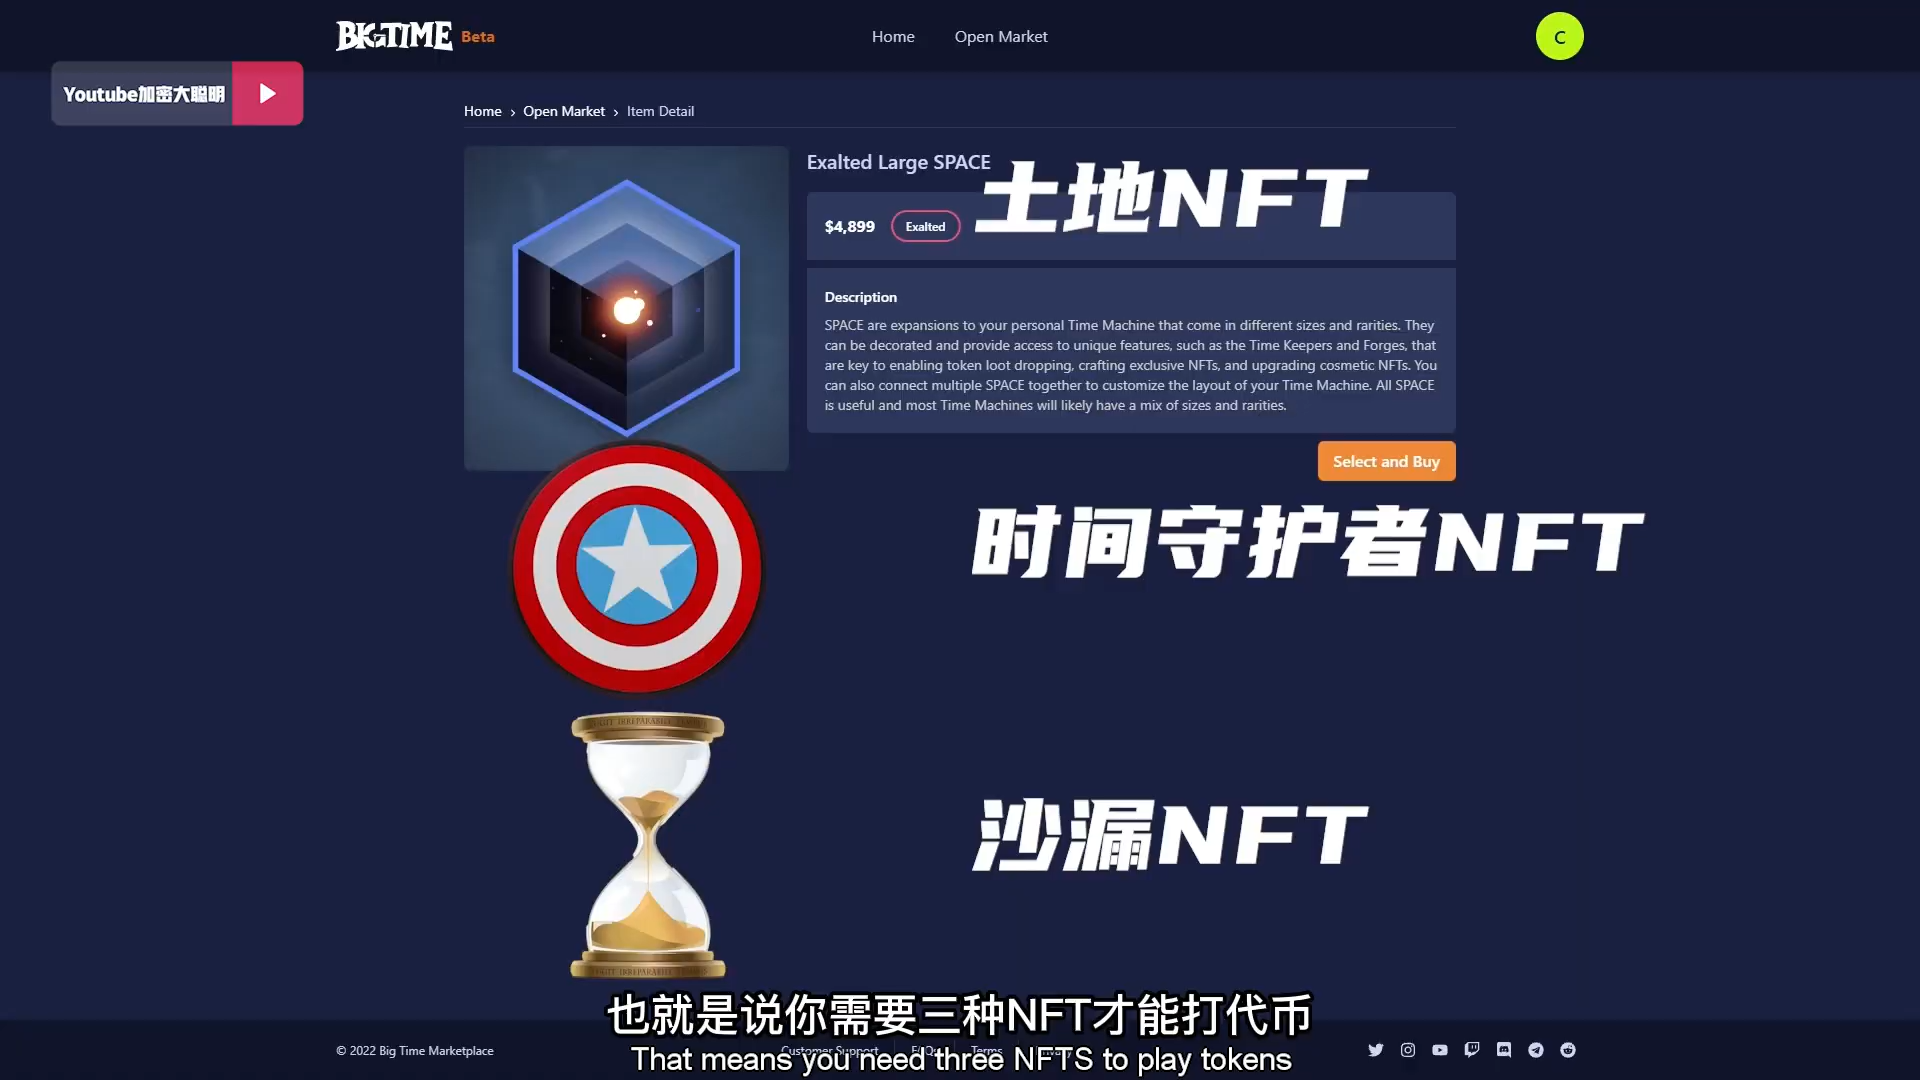 BIGTIME Beta
Home
Open Market
C
Youtube加密大聪明
Home › Open Market › Item Detail
Exalted Large SPACE
土地NFT
$4,899
Exalted
Description
SPACE are expansions to your personal Time Machine that come in different sizes and rarities. They
can be decorated and provide access to unique features, such as the Time Keepers and Forges, that
are key to enabling token loot dropping, crafting exclusive NFTs, and upgrading cosmetic NFTs. You
can also connect multiple SPACE together to customize the layout of your Time Machine. All SPACE
is useful and most Time Machines will likely have a mix of sizes and rarities.
Select and Buy
时间守护者NFT
沙漏NFT
也就是说你需要三种NFT才能打代币
© 2022 Big Time Marketplace
Customer Support
Terms
That means you need three NFTS to play tokens